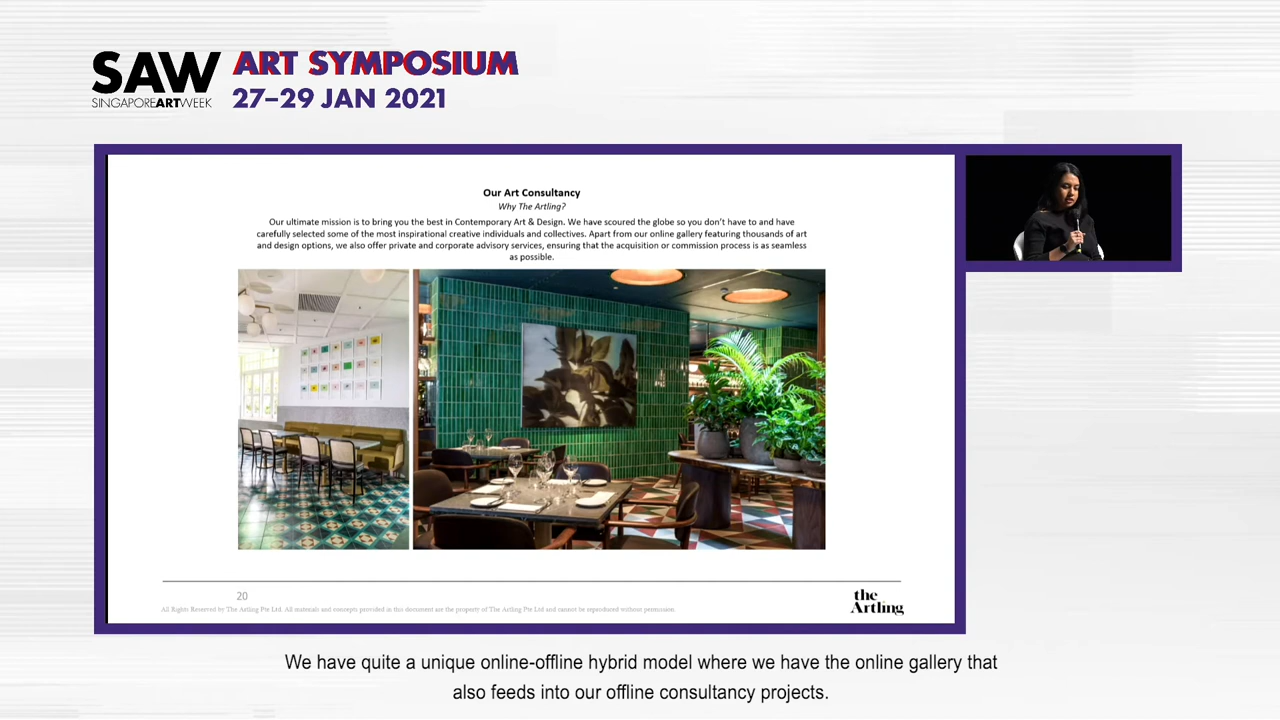 SAW ART SYMPOSIUM
SINGAPOREARTWEEK 27–29 JAN 2021
Our Art Consultancy
Why The Artling?
Our ultimate mission is to bring you the best in Contemporary Art & Design. We have scoured the globe so you don't have to and have
carefully selected some of the most inspirational creative individuals and collectives. Apart from our online gallery featuring thousands of art
and design options, we also offer private and corporate advisory services, ensuring that the acquisition or commission process is as seamless
as possible.
20
All Rights Reserved by The Artling Pte Ltd. All materials and concepts provided in this document are the property of The Artling Pte Ltd and cannot be reproduced without permission.
the
Artling
We have quite a unique online-offline hybrid model where we have the online gallery that
also feeds into our offline consultancy projects.